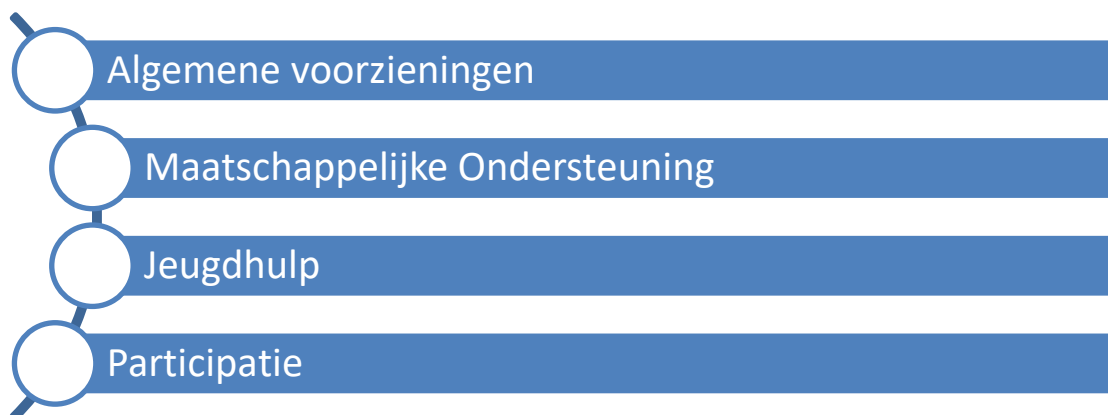 Algemene voorzieningen
Maatschappelijke Ondersteuning
Jeugdhulp
Participatie